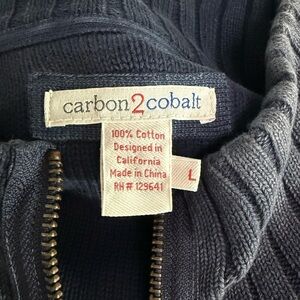 carbon2cobalt
100% Cotton
Designed in
California
Made in China
RN# 129641
L